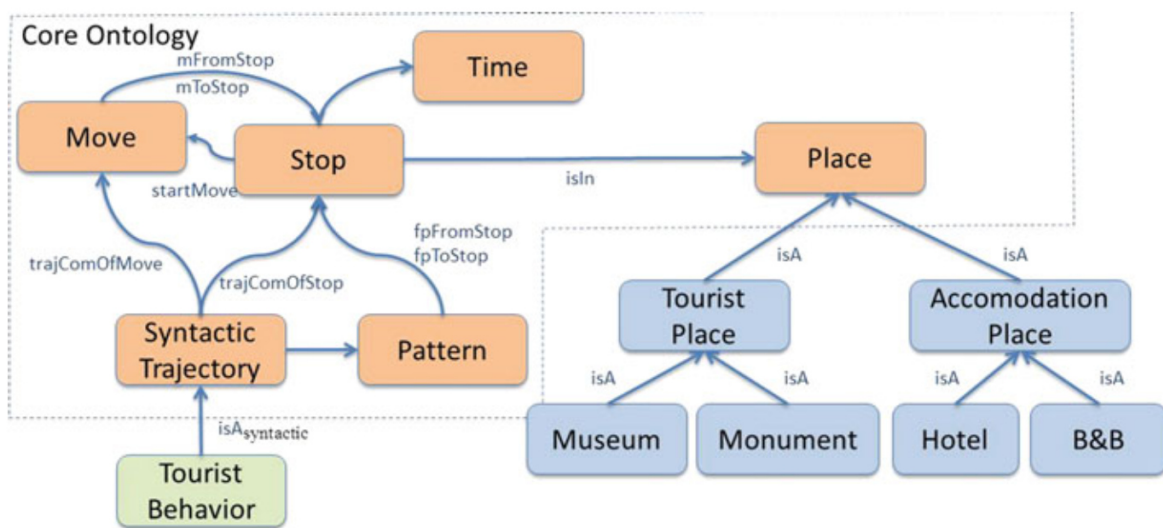 Core Ontology
mFromStop
mToStop
Time
Move
Stop
Place
startMove
isIn
fpFromStop
fpToStop
trajComOfMove
trajComOfStop
isA
isA
Tourist
Place
Accomodation
Place
Syntactic
Trajectory
Pattern
isA
isA
isA
isA
isAsyntactic
Museum
Monument
Hotel
B&B
Tourist
Behavior